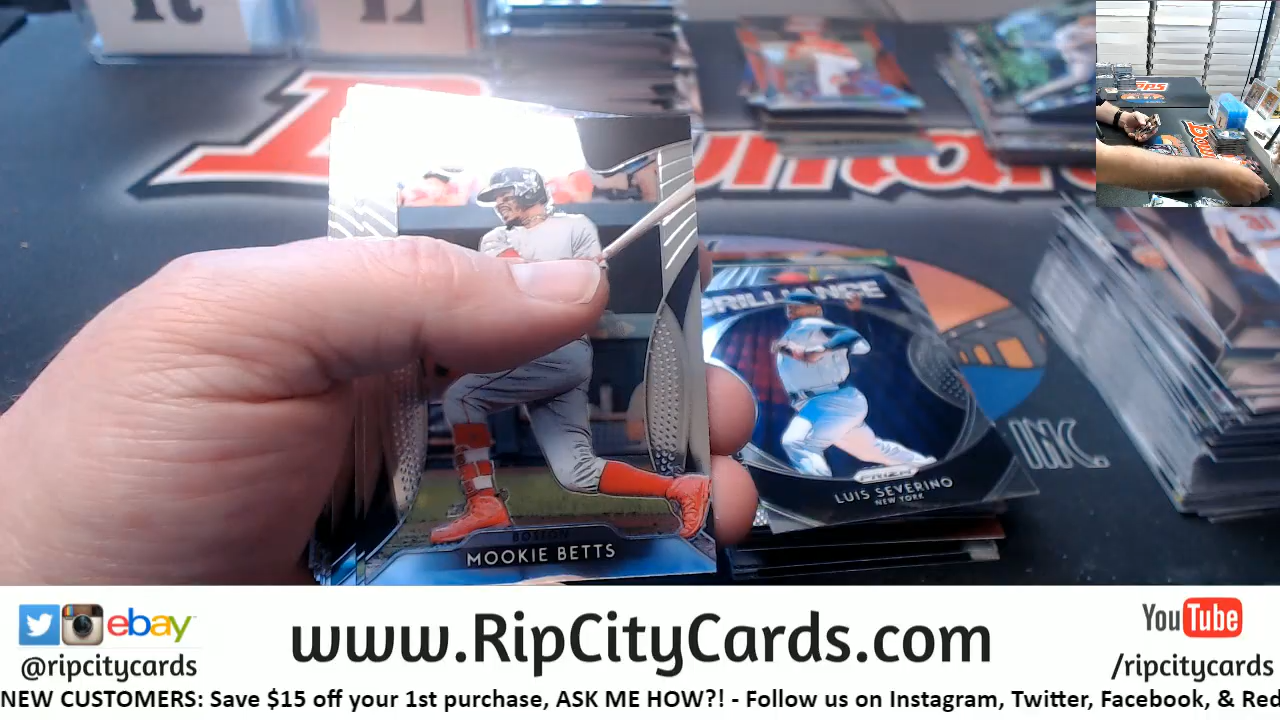 BRILLIANCE
PRIZM
LUIS SEVERINO
NEW YORK
INC.
BOSTON
MOOKIE BETTS
ebay
@ripcitycards
www.RipCityCards.com
YouTube
/ripcitycards
NEW CUSTOMERS: Save $15 off your 1st purchase, ASK ME HOW?! - Follow us on Instagram, Twitter, Facebook, & Red